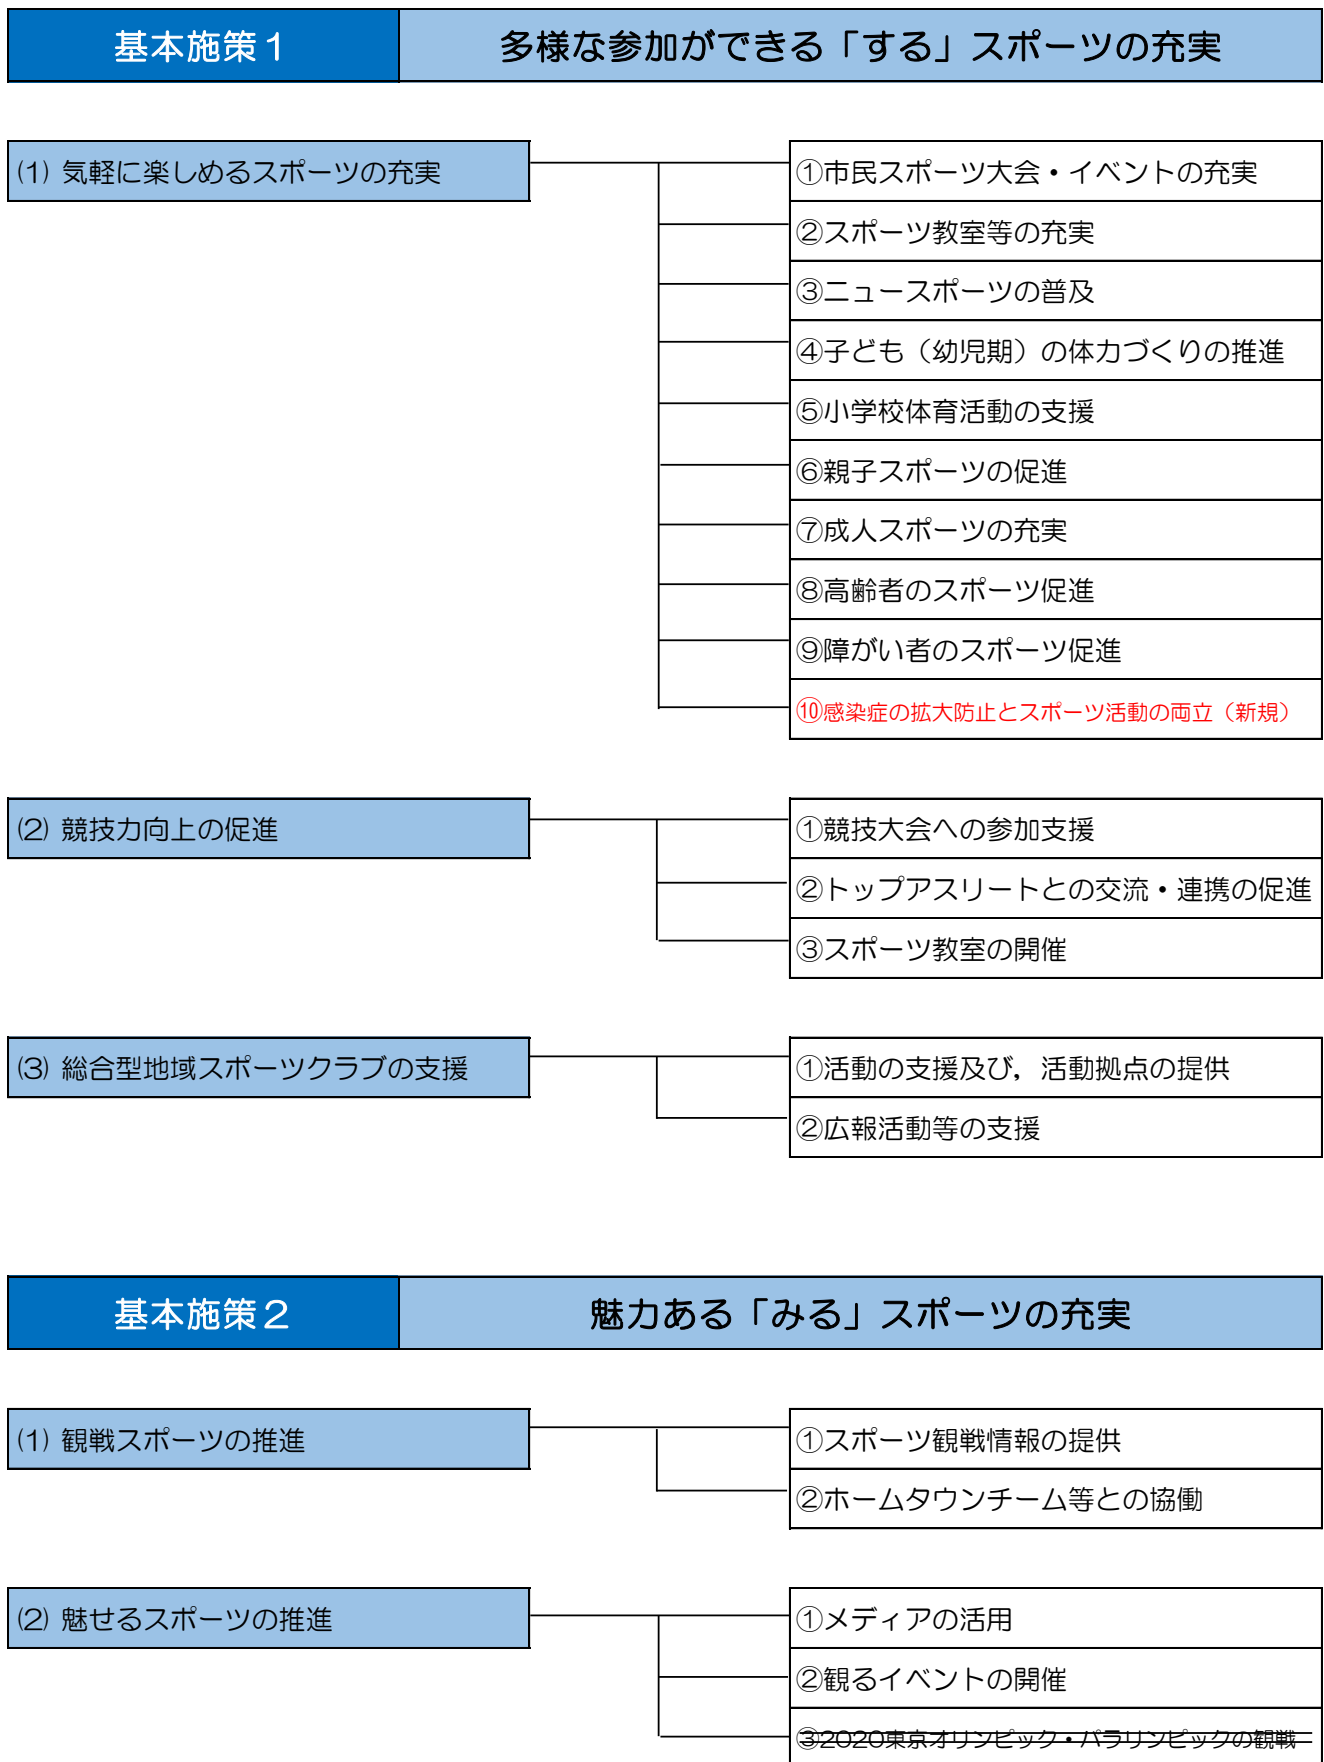 基本施策１ 多様な参加ができる「する」スポーツの充実
⑴ 気軽に楽しめるスポーツの充実
①市民スポーツ大会・イベントの充実
②スポーツ教室等の充実
③ニュースポーツの普及
④子ども（幼児期）の体力づくりの推進
⑤小学校体育活動の支援
⑥親子スポーツの促進
⑦成人スポーツの充実
⑧高齢者のスポーツ促進
⑨障がい者のスポーツ促進
⑩感染症の拡大防止とスポーツ活動の両立（新規）
⑵ 競技力向上の促進
①競技大会への参加支援
②トップアスリートとの交流・連携の促進
③スポーツ教室の開催
⑶ 総合型地域スポーツクラブの支援
①活動の支援及び，活動拠点の提供
②広報活動等の支援
基本施策２ 魅力ある「みる」スポーツの充実
⑴ 観戦スポーツの推進
①スポーツ観戦情報の提供
②ホームタウンチーム等との協働
⑵ 魅せるスポーツの推進
①メディアの活用
②観るイベントの開催
③2020東京オリンピック・パラリンピックの観戦